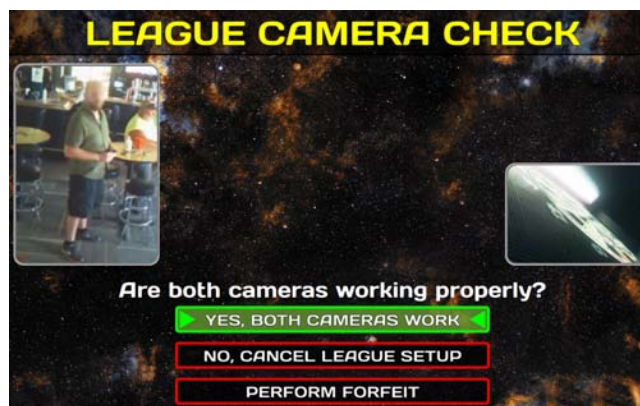 LEAGUE CAMERA CHECK
Are both cameras working properly?
YES, BOTH CAMERAS WORK
NO, CANCEL LEAGUE SETUP
PERFORM FORFEIT